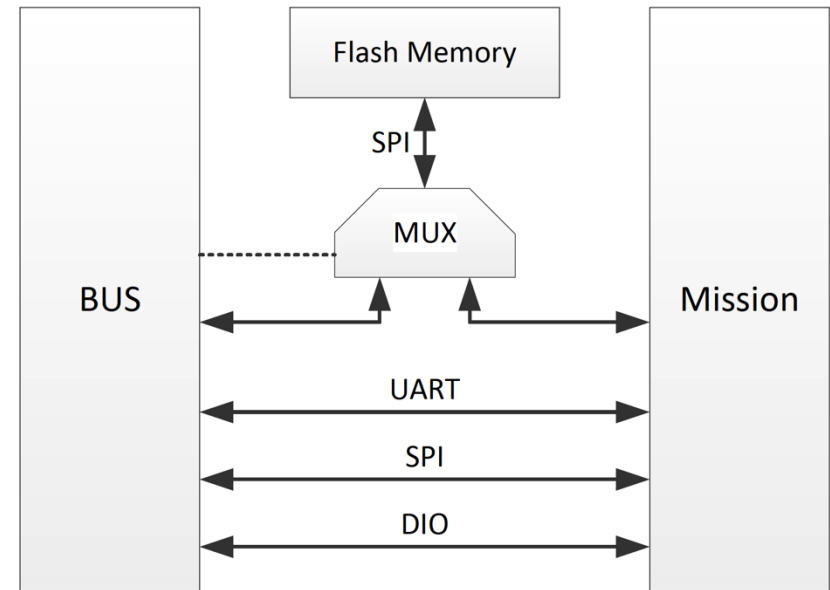 Flash Memory
SPI
MUX
BUS
Mission
UART
SPI
DIO